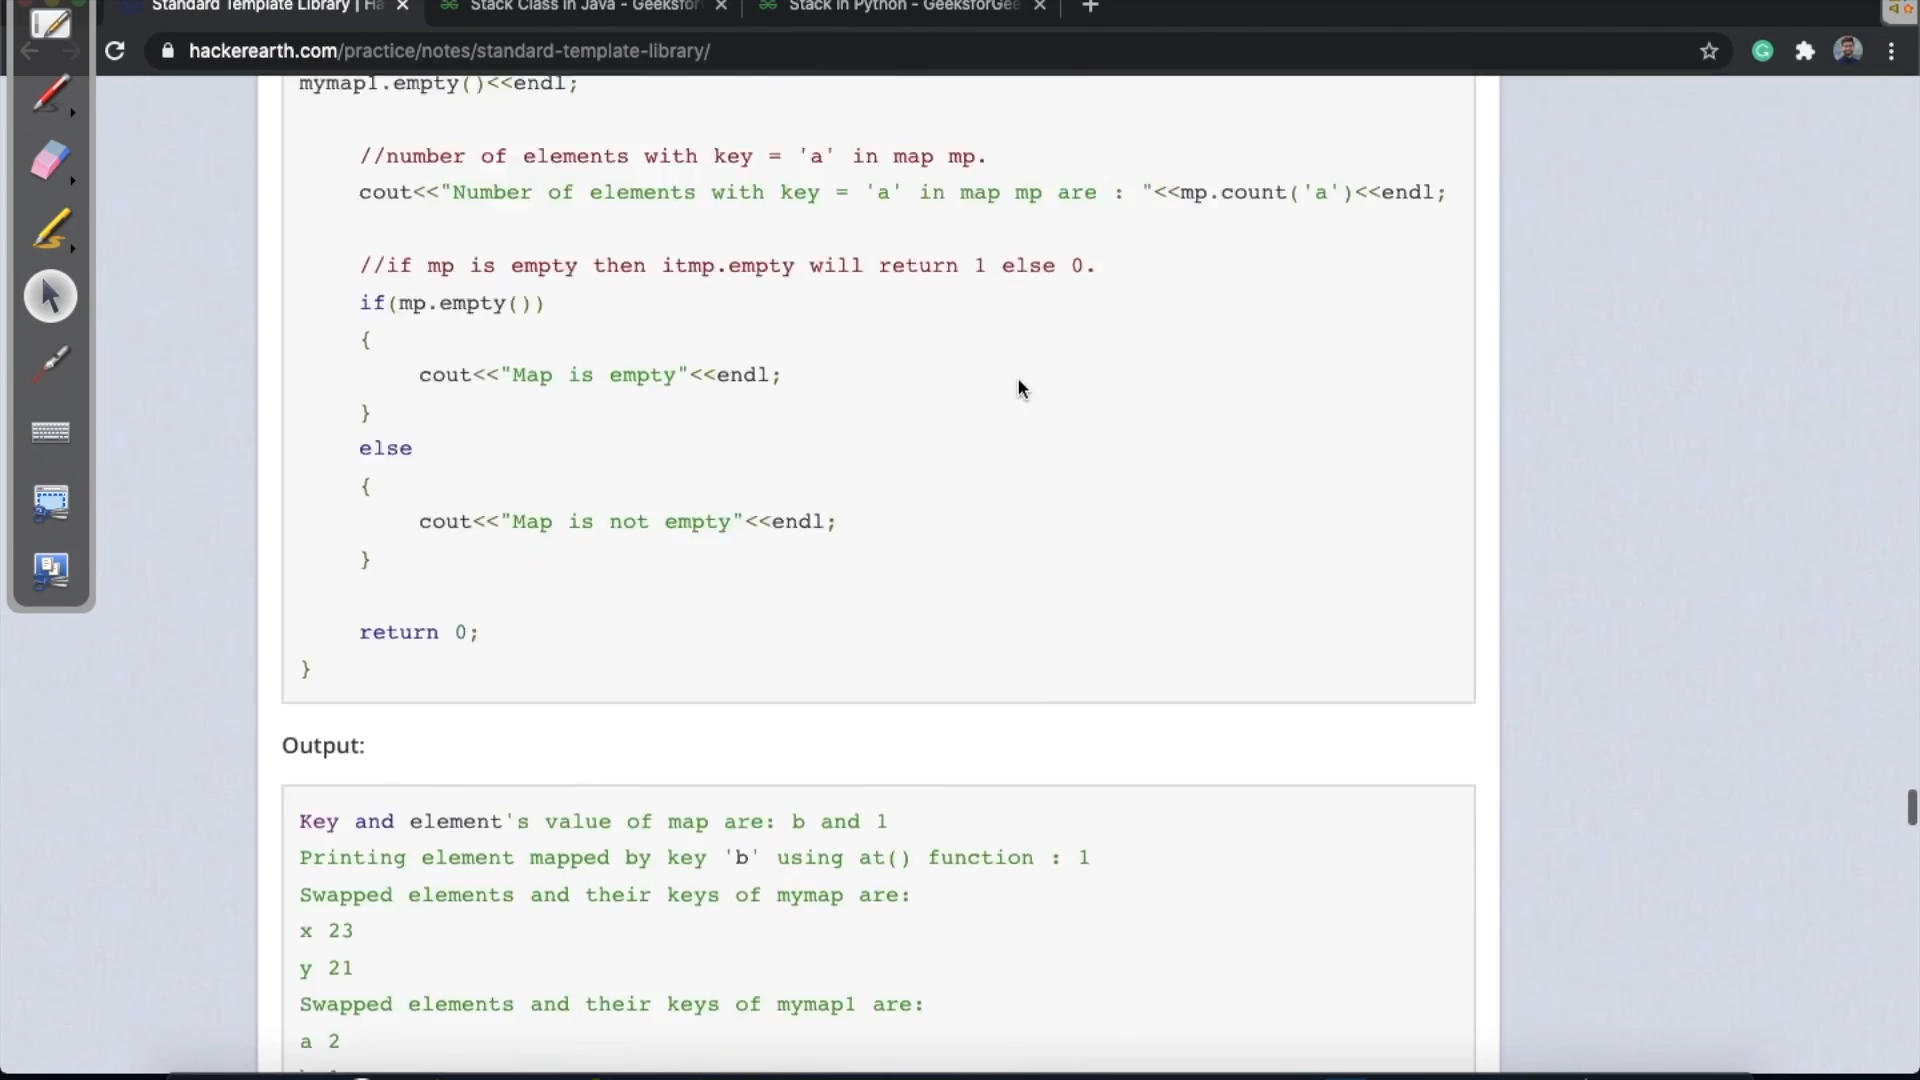 Standard Template Library | Ha
Stack Class in Java - Geeksfor
Stack in Python - GeeksforGee
hackerearth.com/practice/notes/standard-template-library/
mymap1.empty()<<endl;
//number of elements with key = 'a' in map mp.
cout<<"Number of elements with key = 'a' in map mp are : "<<mp.count('a')<<endl;
//if mp is empty then itmp.empty will return 1 else 0.
if(mp.empty())
{
cout<<"Map is empty"<<endl;
}
else
{
cout<<"Map is not empty"<<endl;
}
return 0;
}
Output:
Key and element's value of map are: b and 1
Printing element mapped by key 'b' using at() function : 1
Swapped elements and their keys of mymap are:
x 23
y 21
Swapped elements and their keys of mymap1 are:
a 2